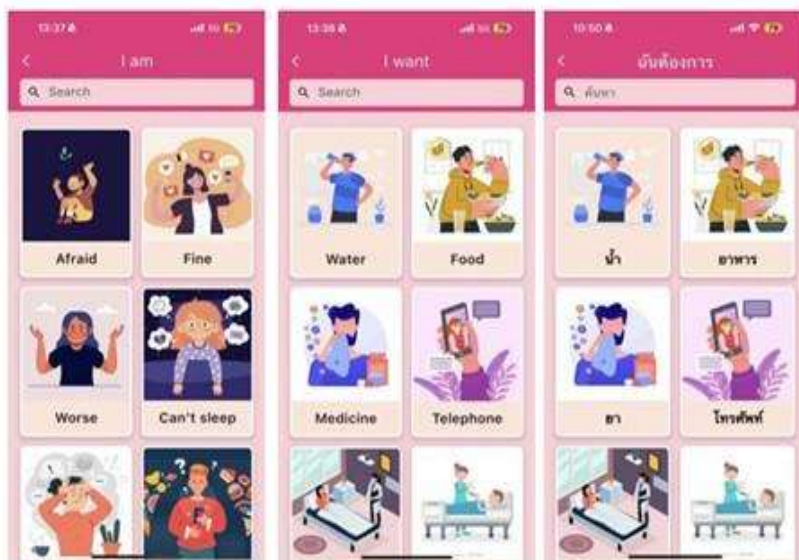 13:37
I am
Search
Afraid
Fine
Worse
Can't sleep
13:38
I want
Search
Water
Food
Medicine
Telephone
10:50
ฉันต้องการ
ค้นหา
น้ำ
อาหาร
ยา
โทรศัพท์